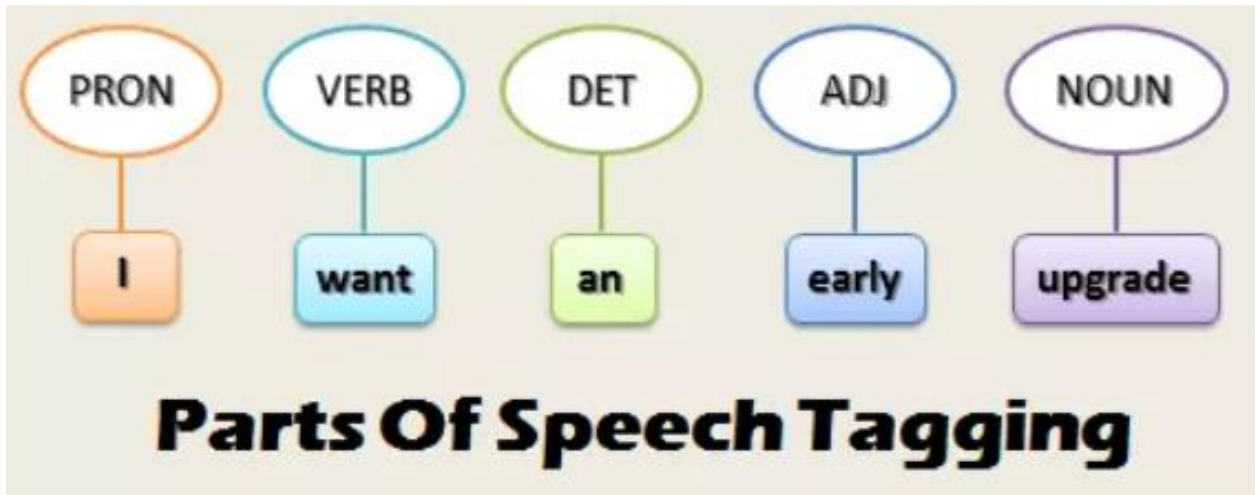 PRON VERB DET ADJ NOUN
I want an early upgrade
Parts Of Speech Tagging